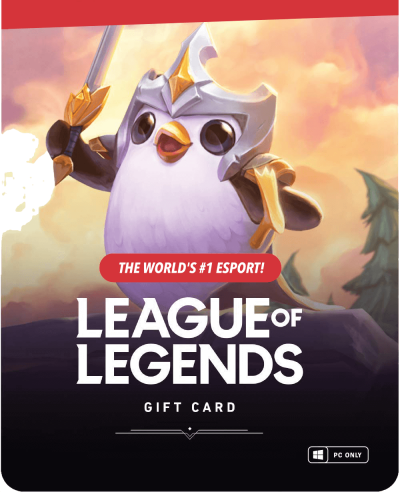 THE WORLD'S #1 ESPORT!
LEAGUE OF
LEGENDS
GIFT CARD
PC ONLY